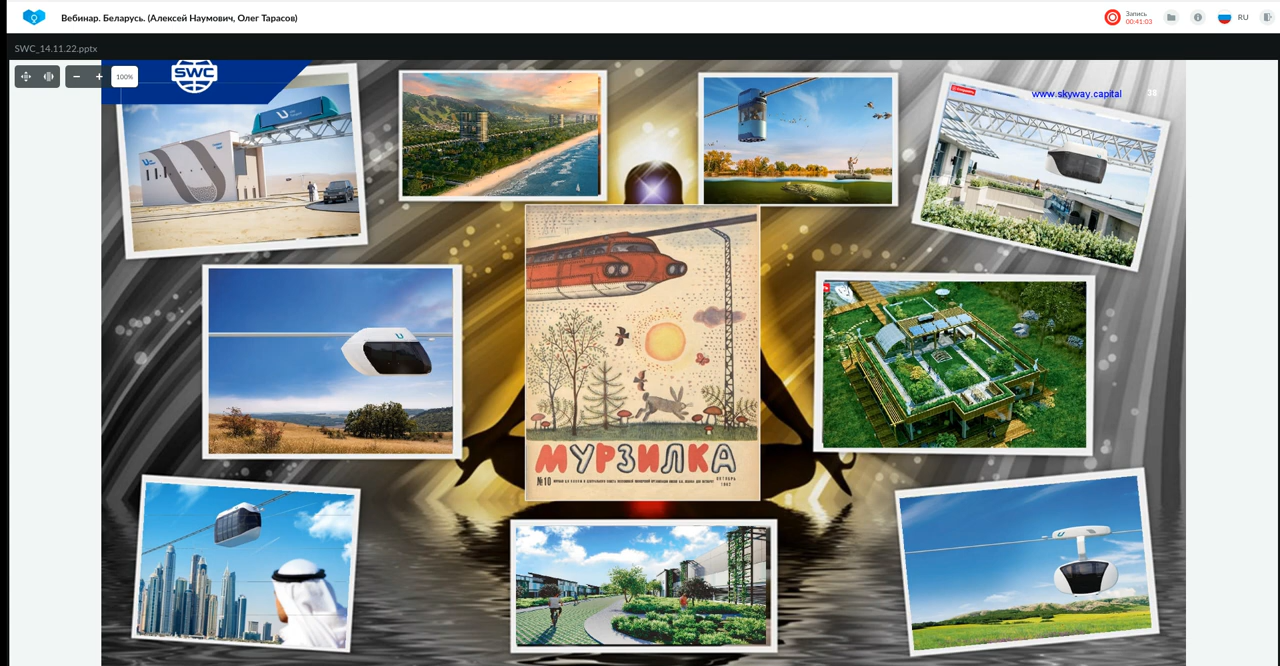 Вебинар. Беларусь. (Алексей Наумович, Олег Тарасов)
Запись
00:41:03
RU
SWC_14.11.22.pptx
100%
SWC
www.skyway.capital
38
МУРЗИЛКА
№10
ОКТЯБРЬ